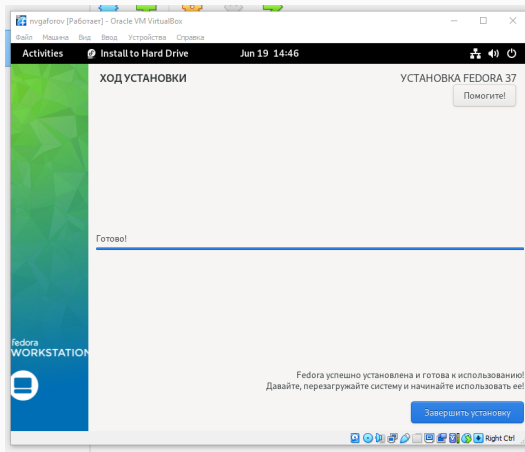 nvgaforov [Работает] - Oracle VM VirtualBox
Файл Машина Вид Ввод Устройства Справка
Activities Install to Hard Drive Jun 19 14:46
ХОД УСТАНОВКИ УСТАНОВКА FEDORA 37
Помогите!
Готово!
fedora
WORKSTATION
Fedora успешно установлена и готова к использованию!
Давайте, перезагружайте систему и начинайте использовать ее!
Завершить установку
Right Ctrl